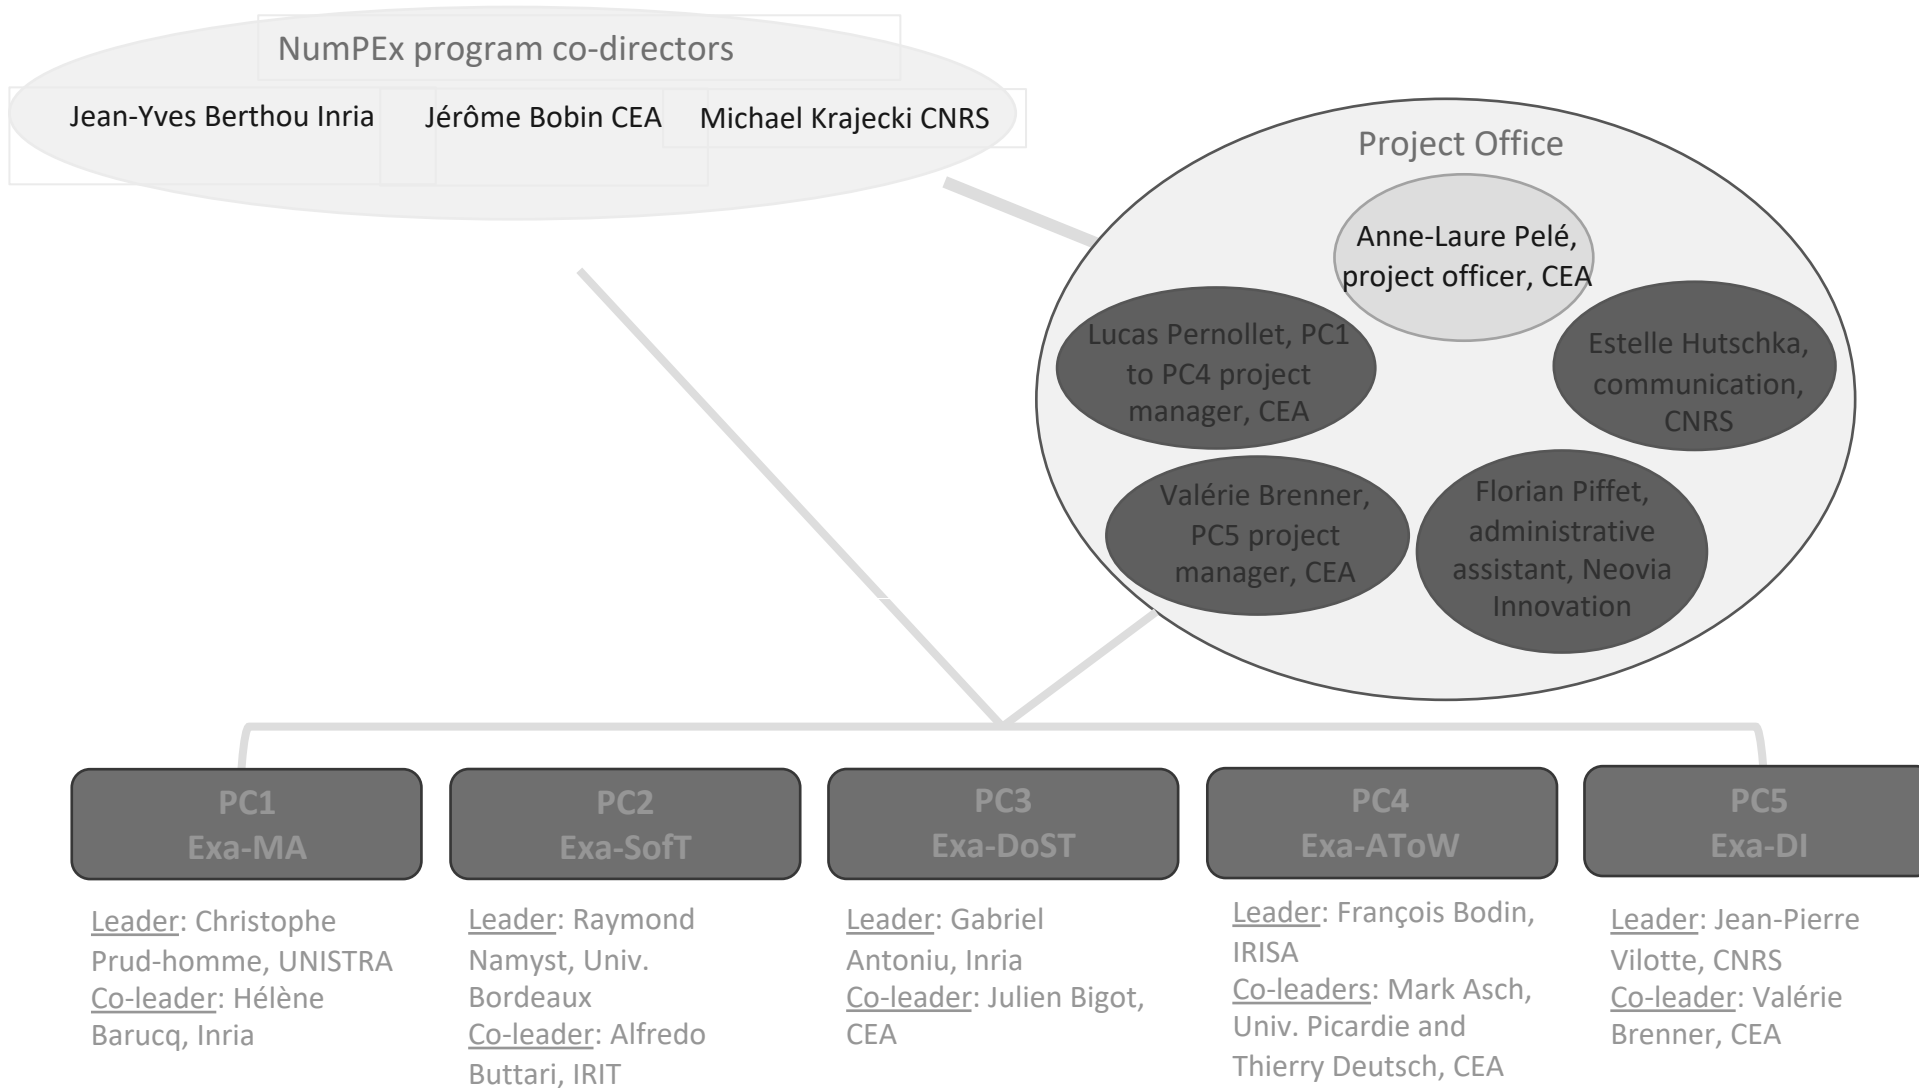 NumPEx program co-directors
Jean-Yves Berthou Inria
Jérôme Bobin CEA
Michael Krajecki CNRS
Project Office
Anne-Laure Pelé,
project officer, CEA
Lucas Pernollet, PC1
to PC4 project
manager, CEA
Estelle Hutschka,
communication,
CNRS
Valérie Brenner,
PC5 project
manager, CEA
Florian Piffet,
administrative
assistant, Neovia
Innovation
PC1
Exa-MA
PC2
Exa-SofT
PC3
Exa-DoST
PC4
Exa-AToW
PC5
Exa-DI
Leader: Christophe
Prud-homme, UNISTRA
Co-leader: Hélène
Barucq, Inria
Leader: Raymond
Namyst, Univ.
Bordeaux
Co-leader: Alfredo
Buttari, IRIT
Leader: Gabriel
Antoniu, Inria
Co-leader: Julien Bigot,
CEA
Leader: François Bodin,
IRISA
Co-leaders: Mark Asch,
Univ. Picardie and
Thierry Deutsch, CEA
Leader: Jean-Pierre
Vilotte, CNRS
Co-leader: Valérie
Brenner, CEA